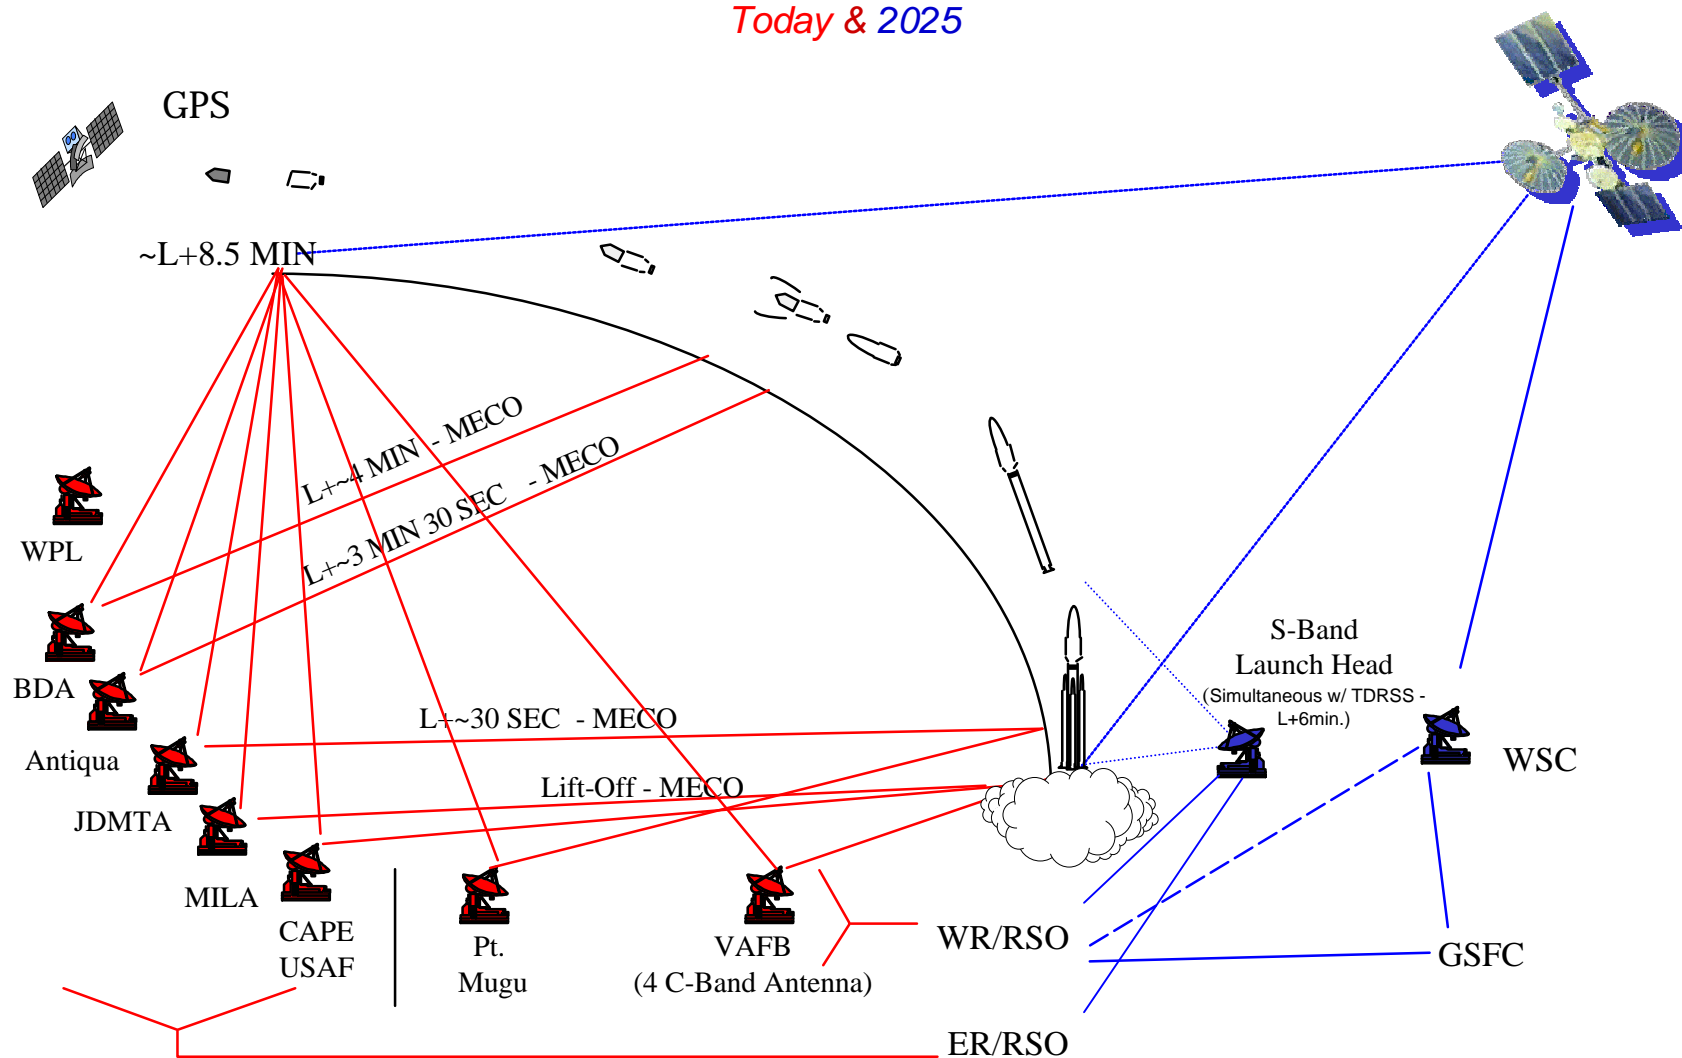 Today & 2025
GPS
~L+8.5 MIN
L+~4 MIN - MECO
L+~3 MIN 30 SEC - MECO
WPL
BDA
Antiqua
JDMTA
MILA
CAPE
USAF
L+~30 SEC - MECO
Lift-Off - MECO
Pt.
Mugu
VAFB
(4 C-Band Antenna)
S-Band
Launch Head
(Simultaneous w/ TDRSS -
L+6min.)
WSC
WR/RSO
GSFC
ER/RSO